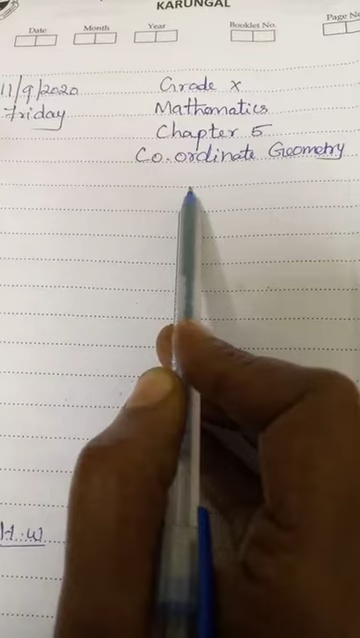 KARUNGAL
Date Month Year Booklet No. Page No
11/9/2020 Grade X
Friday Mathematics
Chapter 5
Co-ordinate Geometry
H.W